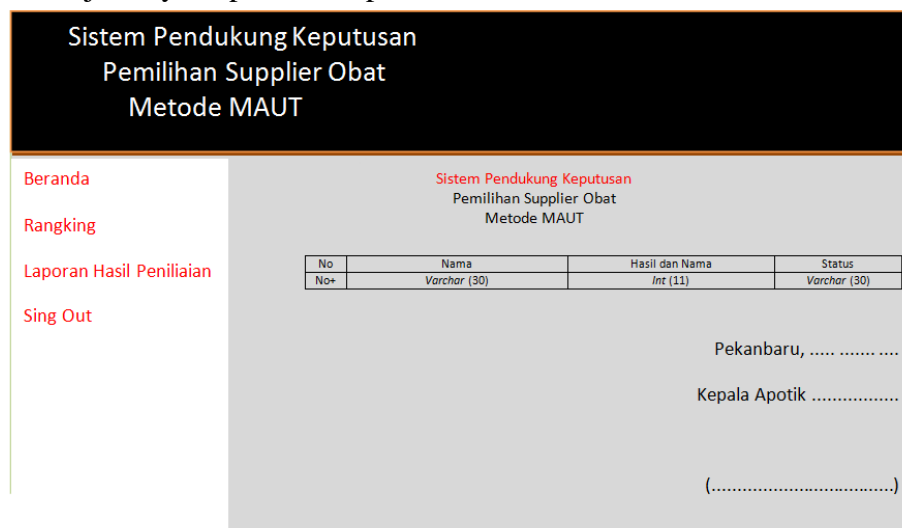 Sistem Pendukung Keputusan
Pemilihan Supplier Obat
Metode MAUT
Beranda
Rangking
Laporan Hasil Peniliaian
Sing Out
Sistem Pendukung Keputusan
Pemilihan Supplier Obat
Metode MAUT
No Nama Hasil dan Nama Status
No+ Varchar (30) Int (11) Varchar (30)
Pekanbaru, ..... ....... ....
Kepala Apotik .................
(....................................)